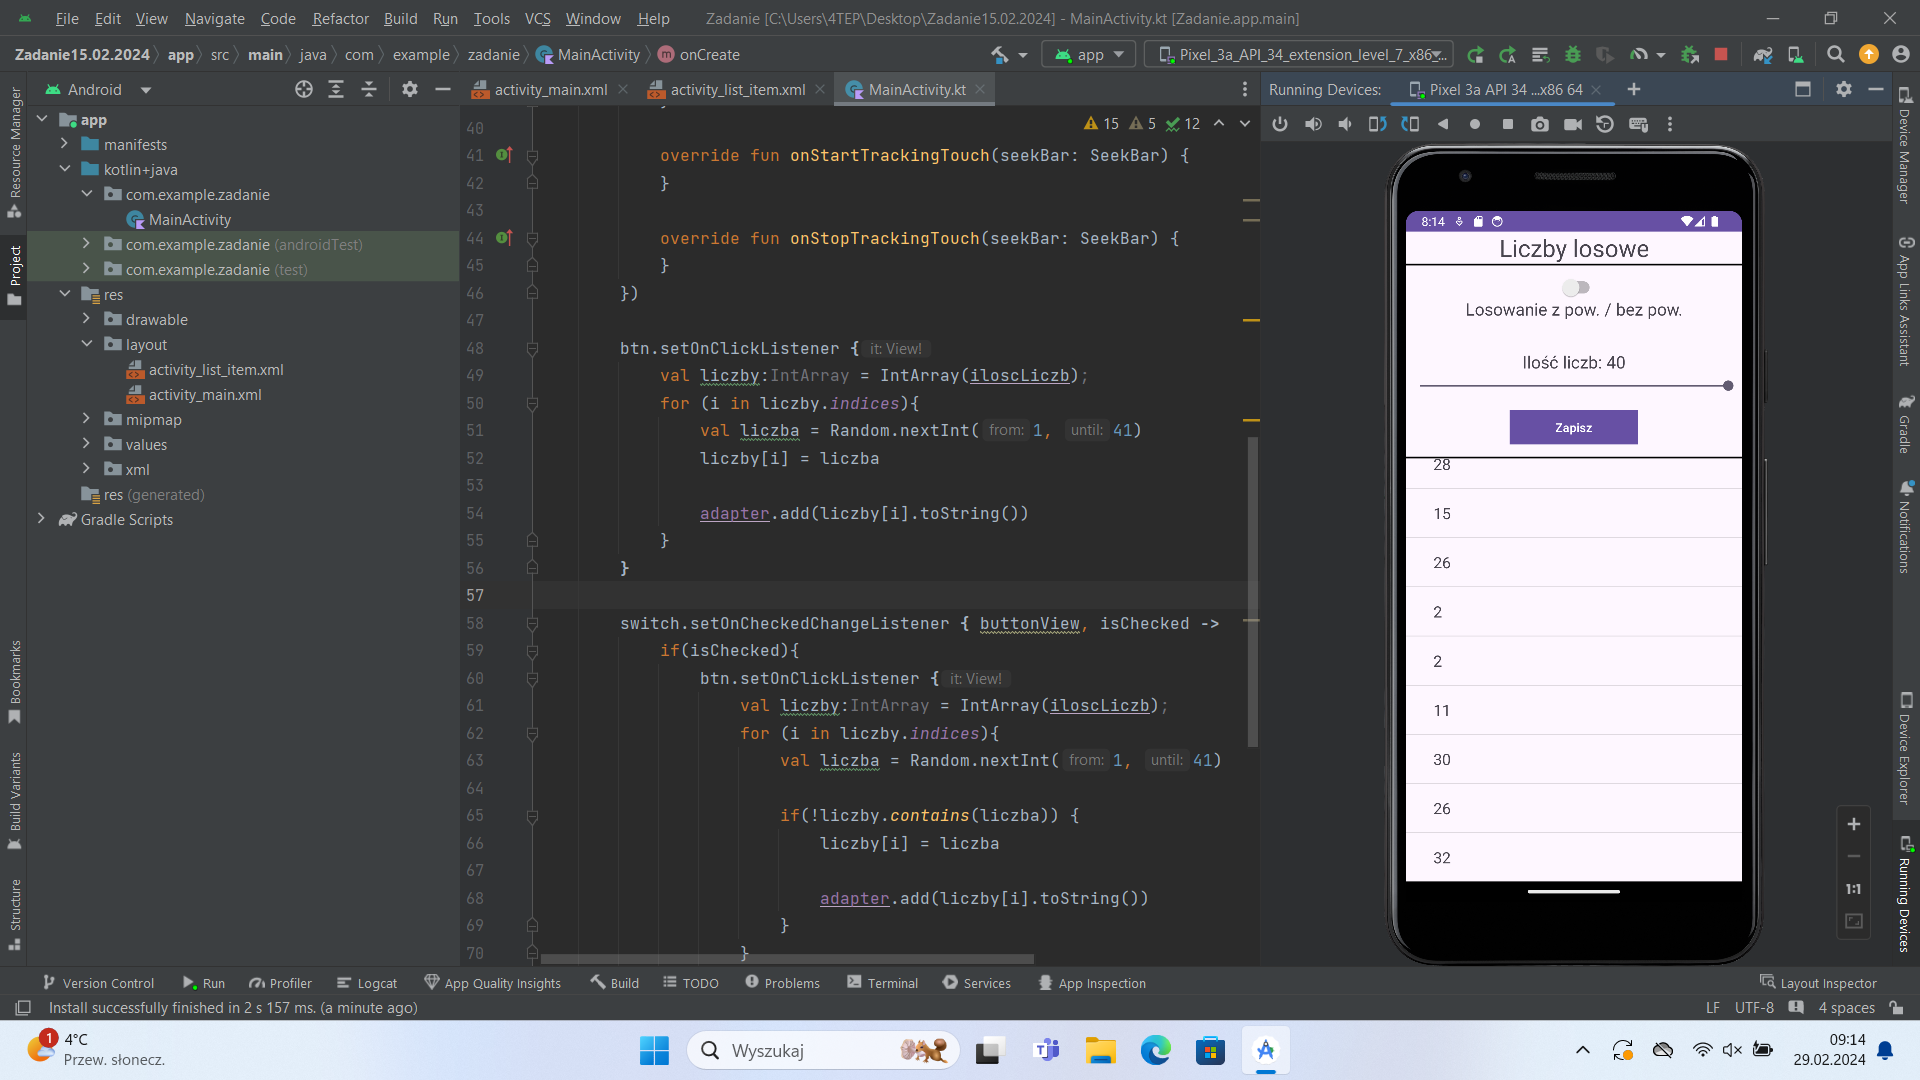 File Edit View Navigate Code Refactor Build Run Tools VCS Window Help Zadanie [C:\Users\4TEP\Desktop\Zadanie15.02.2024] - MainActivity.kt [Zadanie.app.main]
Zadanie15.02.2024 app src main java com example zadanie MainActivity onCreate app Pixel_3a_API_34_extension_level_7_x86
Android activity_main.xml activity_list_item.xml MainActivity.kt Running Devices: Pixel 3a API 34 ...x86 64
Resource Manager
Project
Bookmarks
Build Variants
Structure
app
manifests
kotlin+java
com.example.zadanie
MainActivity
com.example.zadanie (androidTest)
com.example.zadanie (test)
res
drawable
layout
activity_list_item.xml
activity_main.xml
mipmap
values
xml
res (generated)
Gradle Scripts
15 5 12
40
41 override fun onStartTrackingTouch(seekBar: SeekBar) {
42 }
43
44 override fun onStopTrackingTouch(seekBar: SeekBar) {
45 }
46 })
47
48 btn.setOnClickListener { it: View!
49 val liczby:IntArray = IntArray(iloscLiczb);
50 for (i in liczby.indices){
51 val liczba = Random.nextInt( from: 1, until: 41)
52 liczby[i] = liczba
53
54 adapter.add(liczby[i].toString())
55 }
56 }
57
58 switch.setOnCheckedChangeListener { buttonView, isChecked ->
59 if(isChecked){
60 btn.setOnClickListener { it: View!
61 val liczby:IntArray = IntArray(iloscLiczb);
62 for (i in liczby.indices){
63 val liczba = Random.nextInt( from: 1, until: 41)
64
65 if(!liczby.contains(liczba)) {
66 liczby[i] = liczba
67
68 adapter.add(liczby[i].toString())
69 }
70 }
8:14
Liczby losowe
Losowanie z pow. / bez pow.
Ilość liczb: 40
Zapisz
28
15
26
2
2
11
30
26
32
1:1
Device Manager
App Links Assistant
Gradle
Notifications
Device Explorer
Running Devices
Version Control Run Profiler Logcat App Quality Insights Build TODO Problems Terminal Services App Inspection Layout Inspector
Install successfully finished in 2 s 157 ms. (a minute ago) LF UTF-8 4 spaces
1
4°C
Przew. słonecz.
Wyszukaj
09:14
29.02.2024